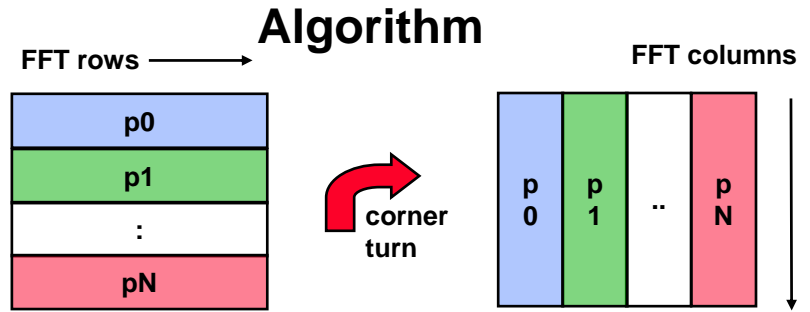 Algorithm
FFT rows
FFT columns
p0
p1
:
pN
corner
turn
p
0
p
1
..
p
N